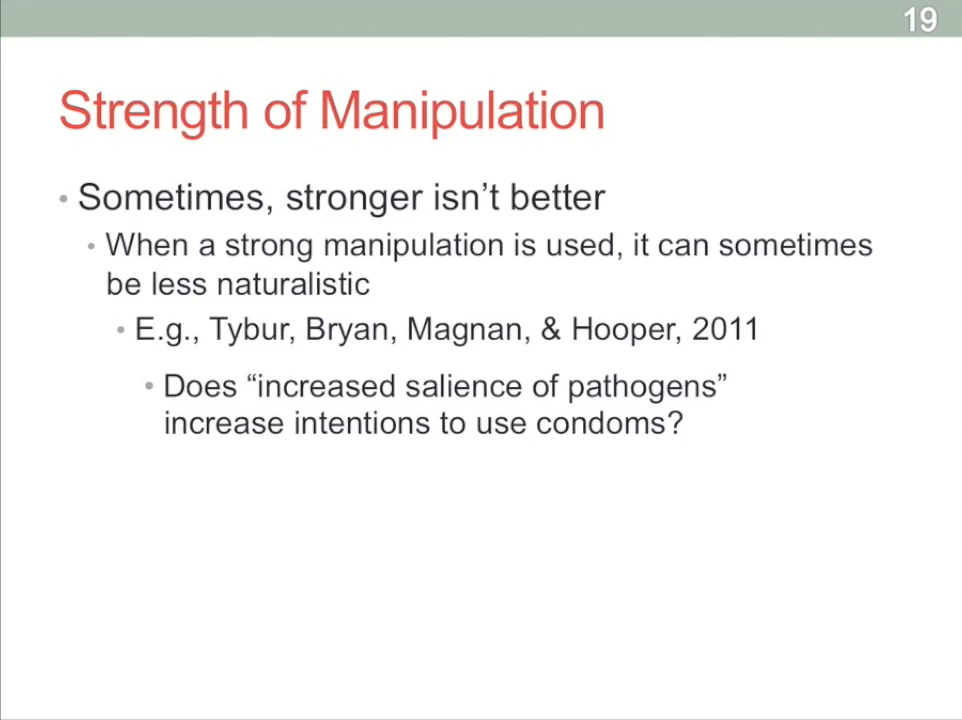 19
Strength of Manipulation
• Sometimes, stronger isn’t better
• When a strong manipulation is used, it can sometimes
be less naturalistic
• E.g., Tybur, Bryan, Magnan, & Hooper, 2011
• Does “increased salience of pathogens”
increase intentions to use condoms?